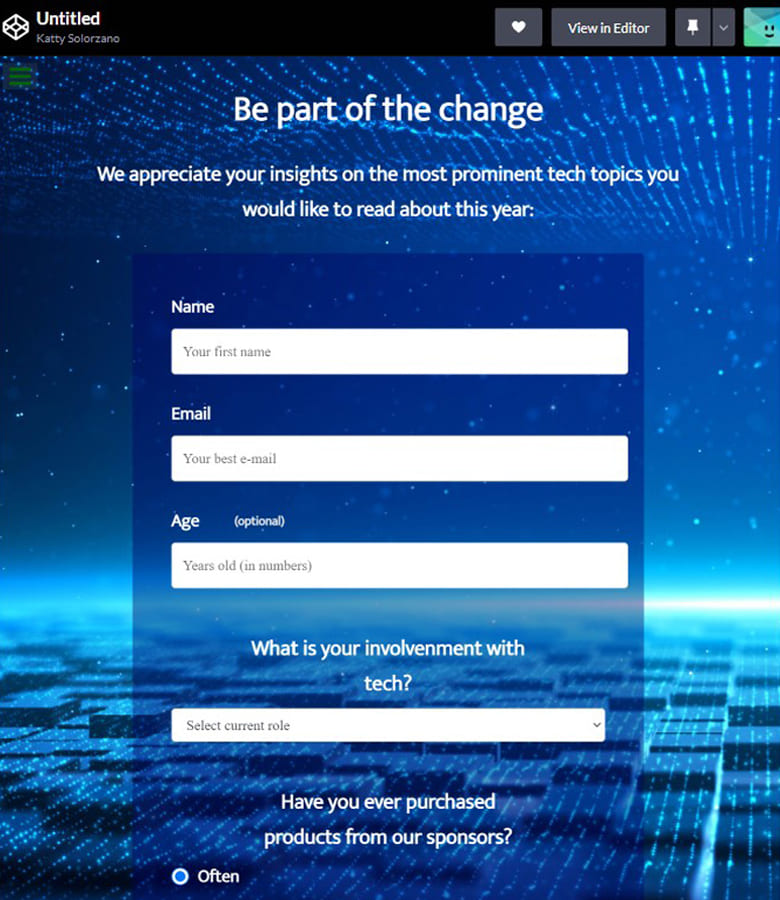 Untitled
Katty Solorzano
View in Editor
Be part of the change
We appreciate your insights on the most prominent tech topics you
would like to read about this year:
Name
Your first name
Email
Your best e-mail
Age (optional)
Years old (in numbers)
What is your involvenment with
tech?
Select current role
Have you ever purchased
products from our sponsors?
Often